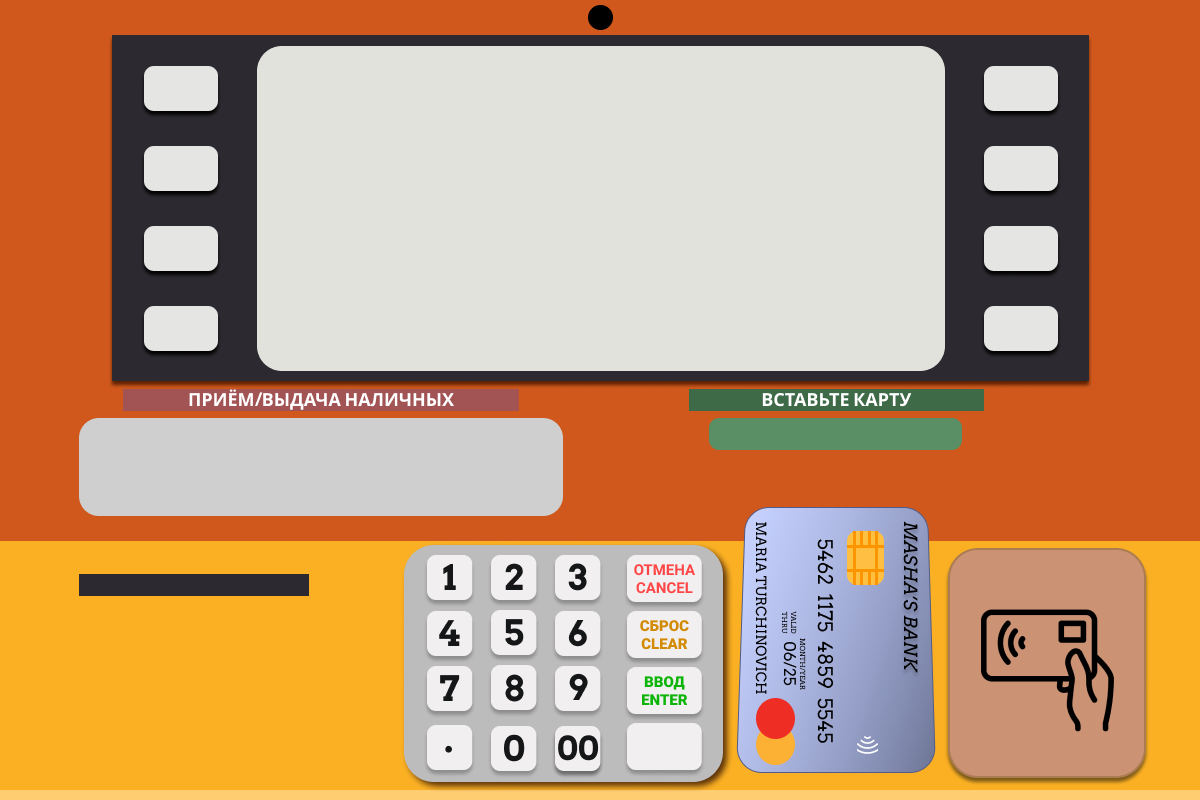 ПРИЁМ/ВЫДАЧА НАЛИЧНЫХ
ВСТАВЬТЕ КАРТУ
1 2 3 ОТМЕНА
CANCEL
4 5 6 СБРОС
CLEAR
7 8 9 ВВОД
ENTER
· 0 00
MASHA'S BANK
5462 1175 4859 5545
MONTH/YEAR
VALID
THRU
06/25
MARIA TURCHINOVICH